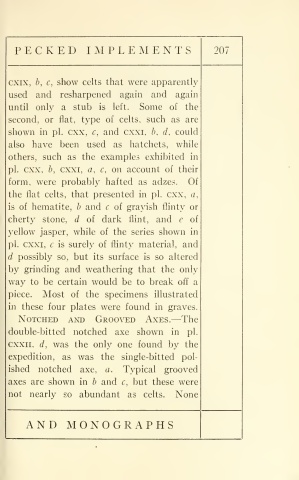 PECKED IMPLEMENTS 207
CXIX, b, c, show celts that were apparently
used and resharpened again and again
until only a stub is left. Some of the
second, or flat, type of celts, such as are
shown in pl. CXX, c, and CXXI, b, d, could
also have been used as hatchets, while
others, such as the examples exhibited in
pl. CXX, b, CXXI, a, c, on account of their
form, were probably hafted as adzes. Of
the flat celts, that presented in pl. CXX, a,
is of hematite, b and c of grayish flinty or
cherty stone, d of dark flint, and e of
yellow jasper, while of the series shown in
pl. CXXI, c is surely of flinty material, and
d possibly so, but its surface is so altered
by grinding and weathering that the only
way to be certain would be to break off a
piece. Most of the specimens illustrated
in these four plates were found in graves.
NOTCHED AND GROOVED AXES.—The
double-bitted notched axe shown in pl.
CXXII. d, was the only one found by the
expedition, as was the single-bitted pol-
ished notched axe, a. Typical grooved
axes are shown in b and c, but these were
not nearly so abundant as celts. None
AND MONOGRAPHS